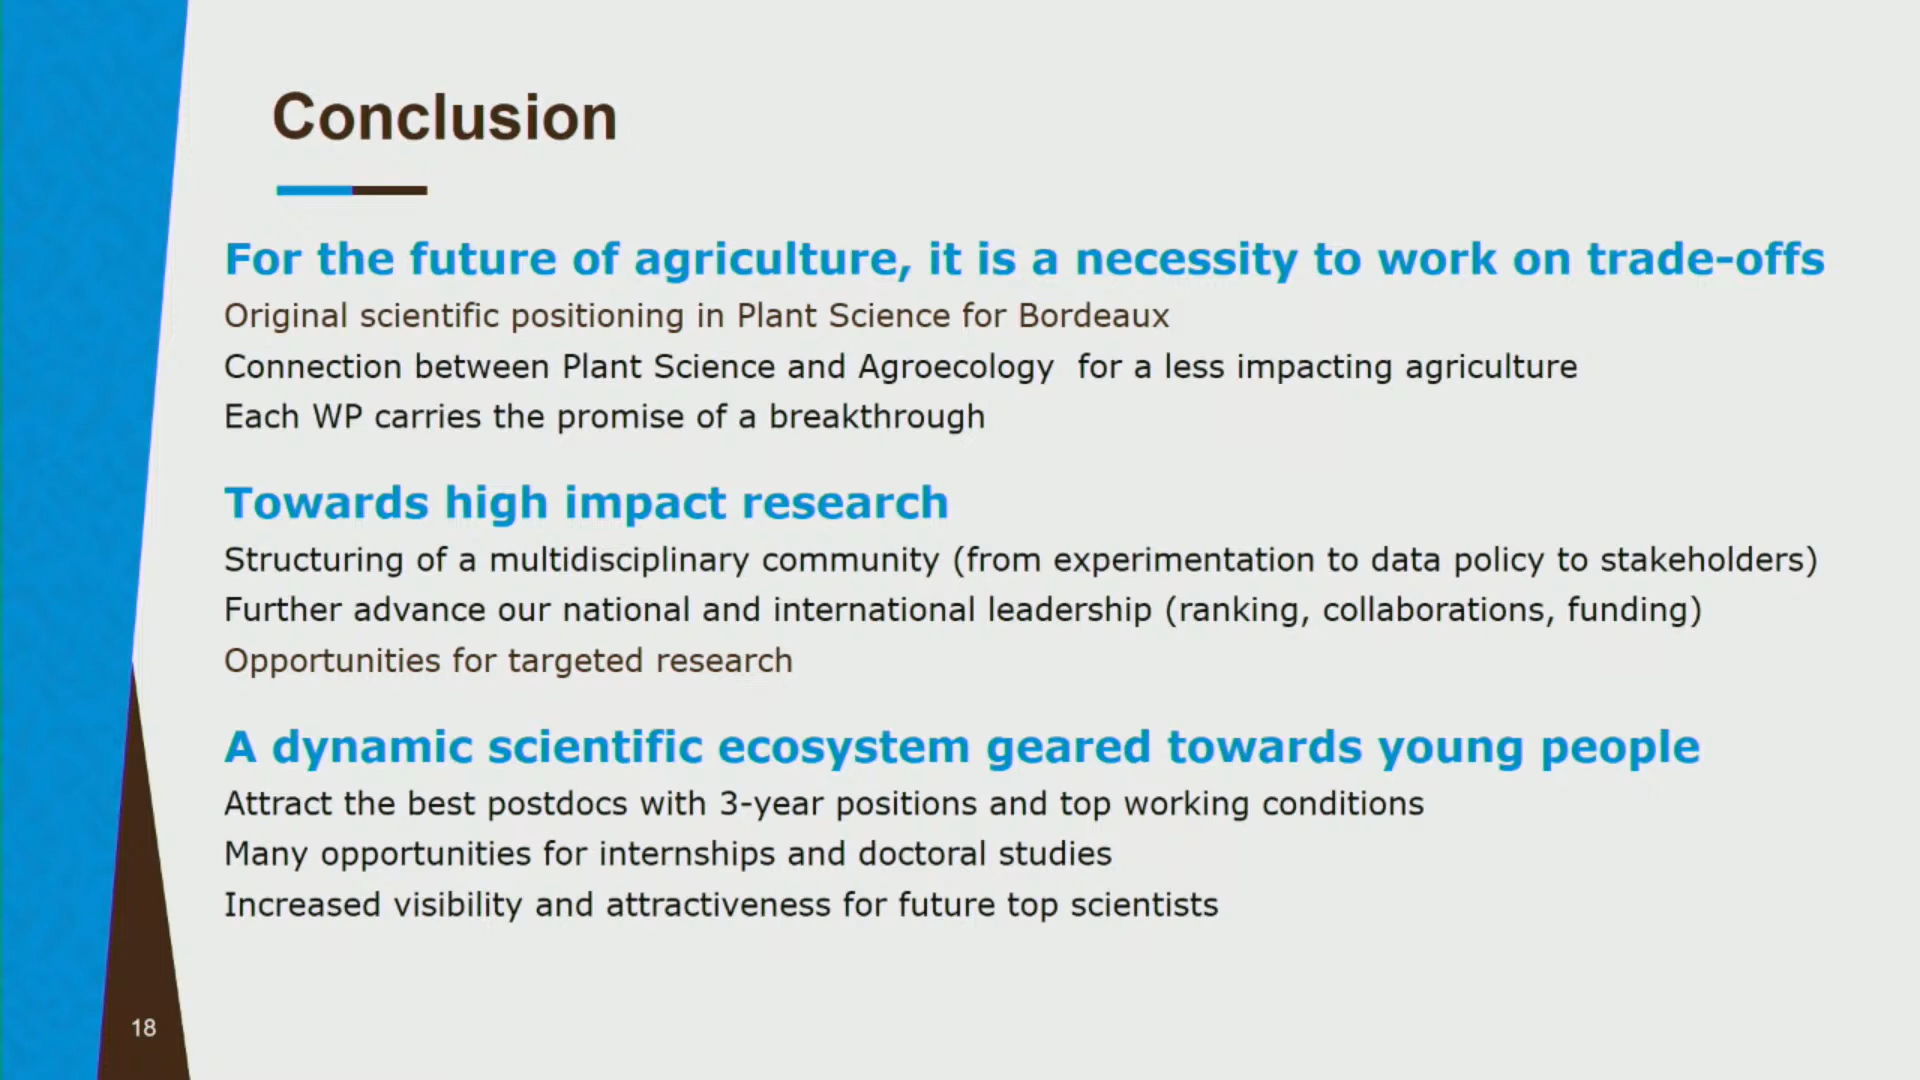 Conclusion
For the future of agriculture, it is a necessity to work on trade-offs
Original scientific positioning in Plant Science for Bordeaux
Connection between Plant Science and Agroecology  for a less impacting agriculture
Each WP carries the promise of a breakthrough
Towards high impact research
Structuring of a multidisciplinary community (from experimentation to data policy to stakeholders)
Further advance our national and international leadership (ranking, collaborations, funding)
Opportunities for targeted research
A dynamic scientific ecosystem geared towards young people
Attract the best postdocs with 3-year positions and top working conditions
Many opportunities for internships and doctoral studies
Increased visibility and attractiveness for future top scientists
18